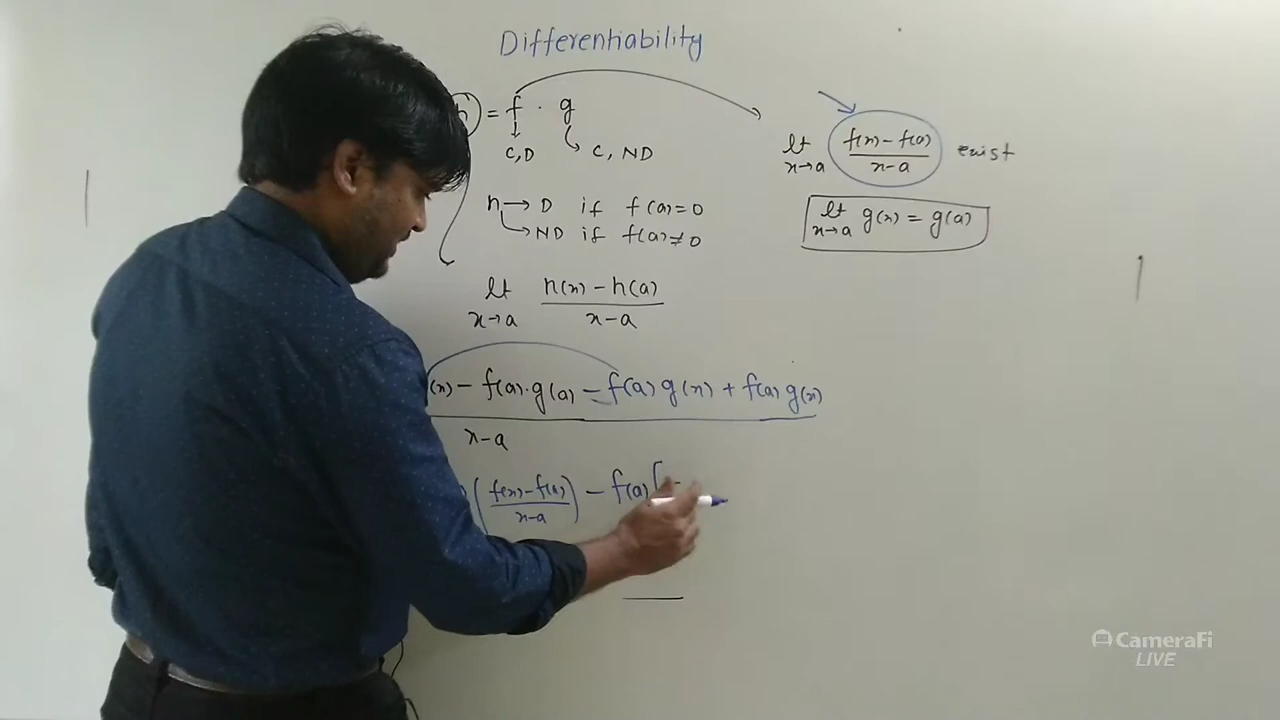 Differentiability
= f . g
C,D
C, ND
h → D if f(a)=0
→ ND if f(a)≠0
lt x→a h(x) - h(a) / x-a
(x) - f(a).g(a) - f(a) g(x) + f(a) g(x)
x-a
( f(x)-f(a) / x-a ) - f(a) [
lt x→a f(x) - f(a) / x-a exist
lt x→a g(x) = g(a)
CameraFi
LIVE